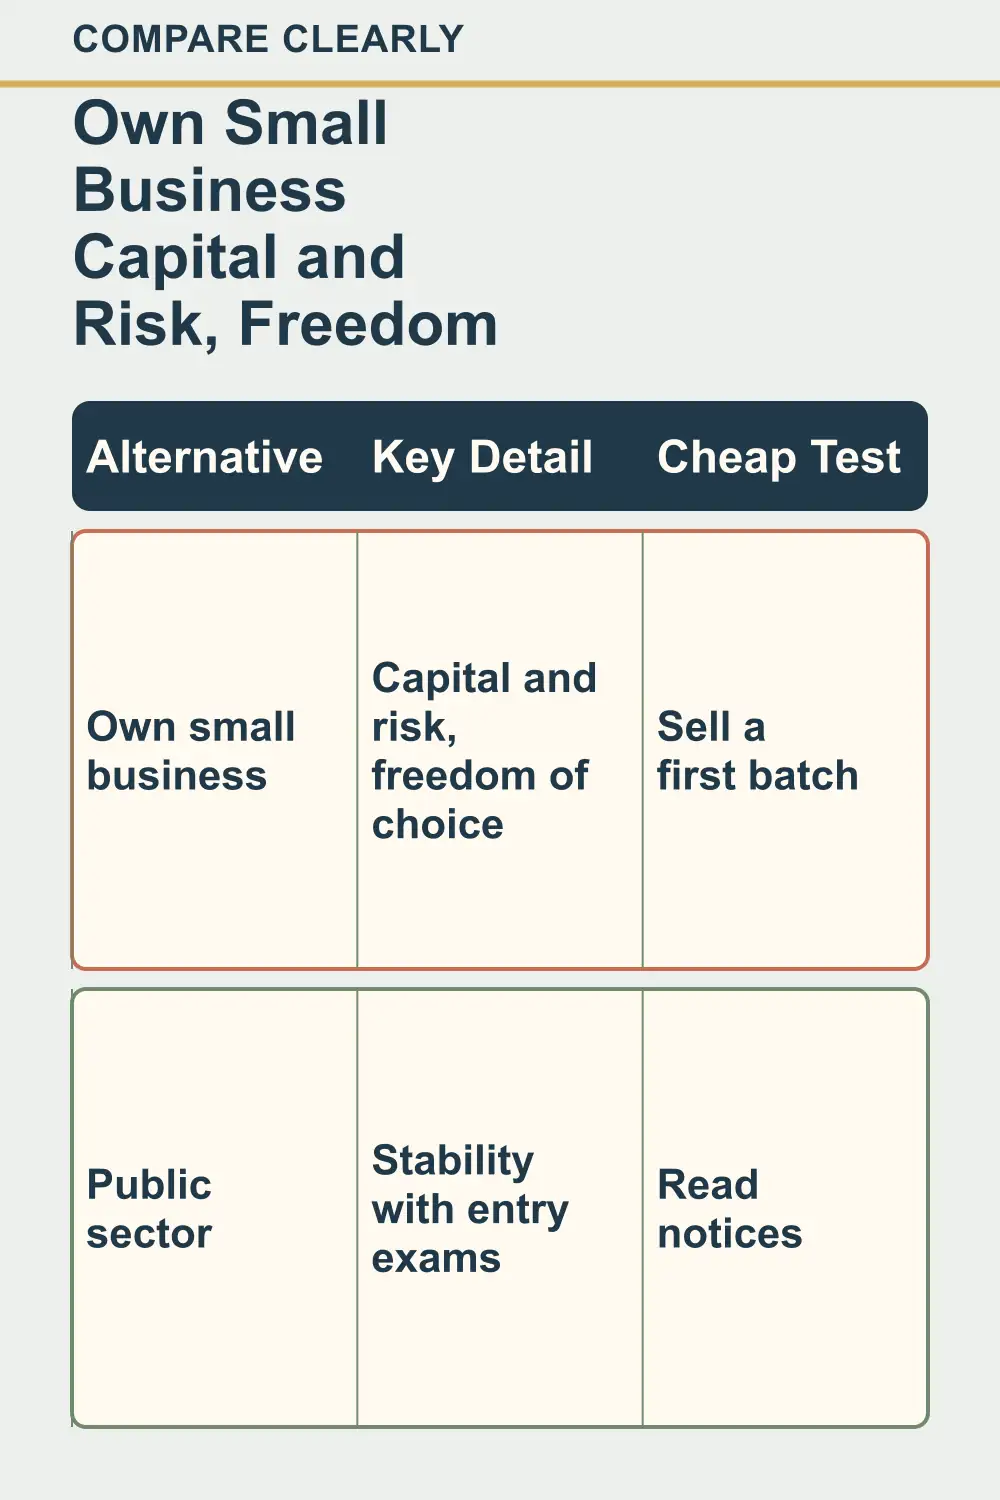 COMPARE CLEARLY
Own Small
Business
Capital and
Risk, Freedom
Alternative Key Detail Cheap Test
Own small
business
Capital and
risk,
freedom of
choice
Sell a
first batch
Public
sector
Stability
with entry
exams
Read
notices